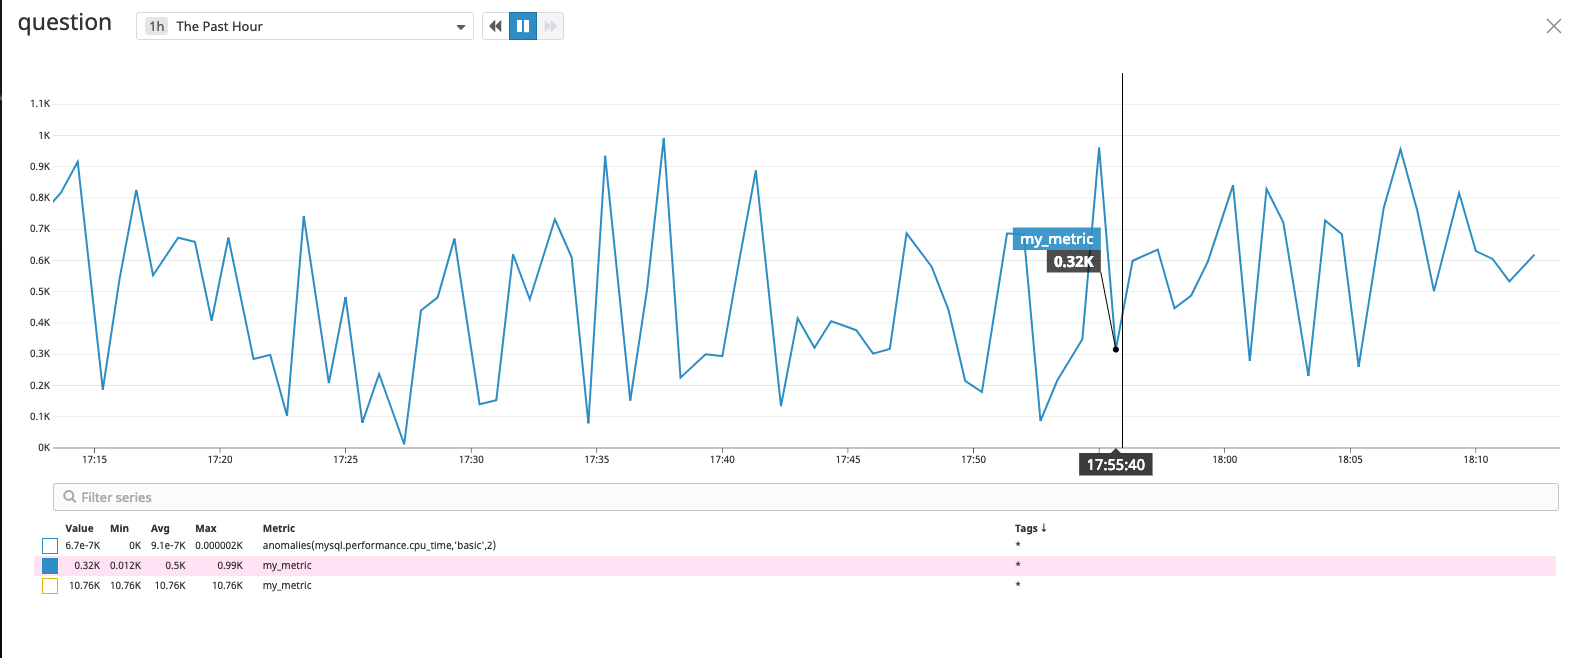 question
1h The Past Hour
1.1K
1K
0.9K
0.8K
0.7K
my_metric
0.6K
0.32K
0.5K
0.4K
0.3K
0.2K
0.1K
0K
17:15 17:20 17:25 17:30 17:35 17:40 17:45 17:50 17:55:40 18:00 18:05 18:10
Filter series
Value Min Avg Max Metric Tags ↓
6.7e-7K 0K 9.1e-7K 0.000002K anomalies(mysql.performance.cpu_time,'basic',2) *
0.32K 0.012K 0.5K 0.99K my_metric *
10.76K 10.76K 10.76K 10.76K my_metric *